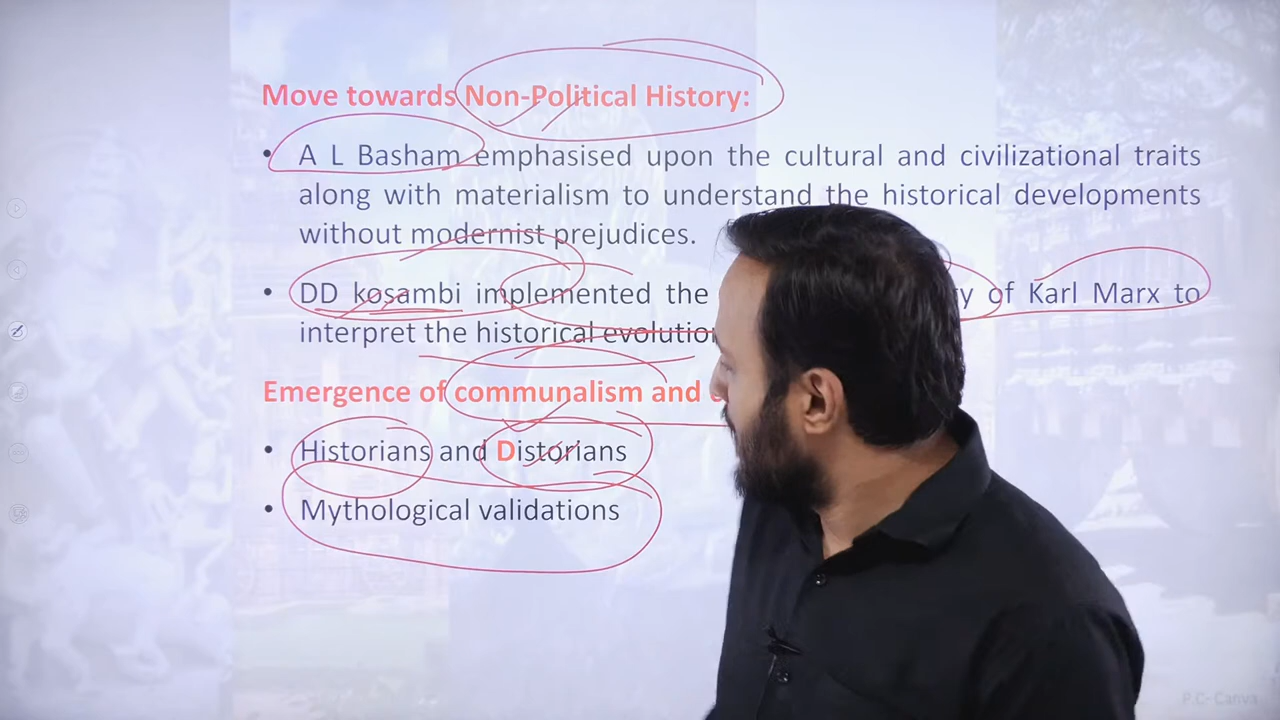 Move towards Non-Political History:
• A L Basham emphasised upon the cultural and civilizational traits
along with materialism to understand the historical developments
without modernist prejudices.
• DD kosambi implemented the of Karl Marx to
interpret the historical
Emergence of communalism and
• Historians and Distorians
• Mythological validations
P.C- Canva